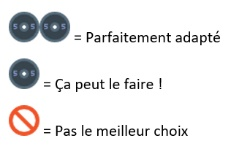 S S S S = Parfaitement adapté
S S = Ça peut le faire !
= Pas le meilleur choix